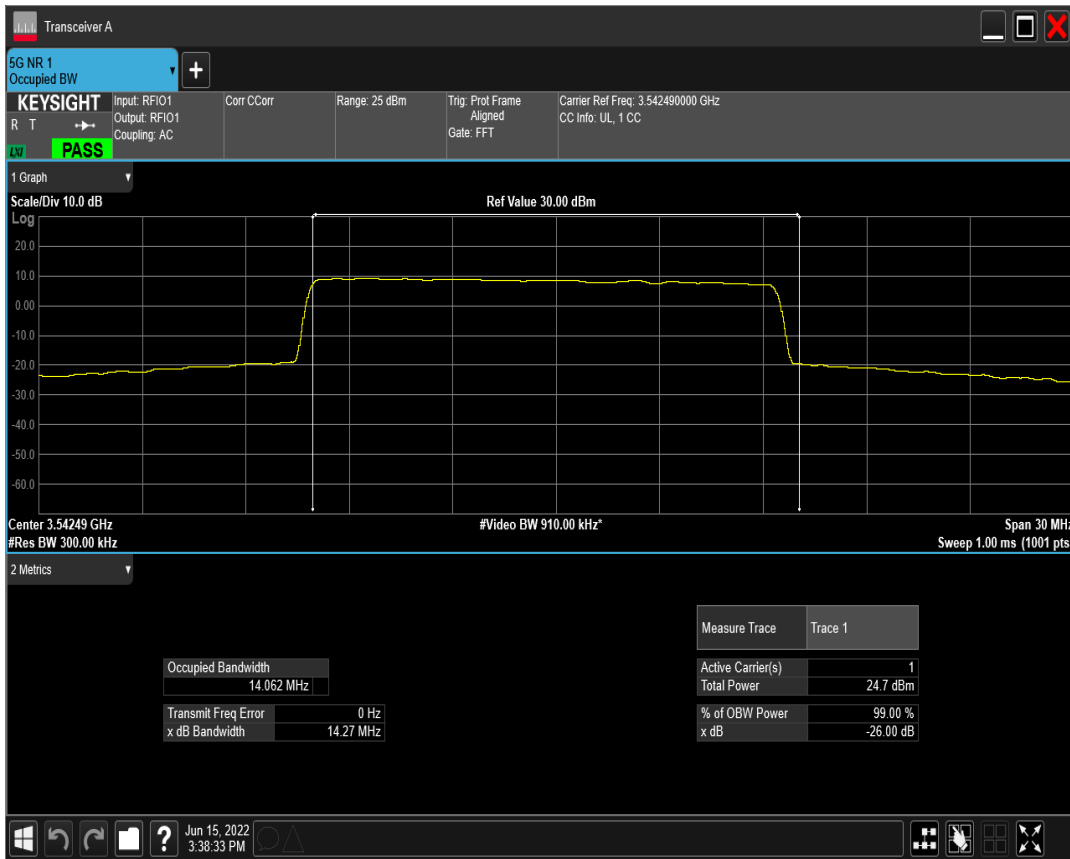 Transceiver A
5G NR 1
Occupied BW
KEYSIGHT
R T
LXI
PASS
Input: RFIO1
Output: RFIO1
Coupling: AC
Corr CCorr
Range: 25 dBm
Trig: Prot Frame
Aligned
Gate: FFT
Carrier Ref Freq: 3.542490000 GHz
CC Info: UL, 1 CC
1 Graph
Scale/Div 10.0 dB
Ref Value 30.00 dBm
Log
20.0
10.0
0.00
-10.0
-20.0
-30.0
-40.0
-50.0
-60.0
Center 3.54249 GHz
#Video BW 910.00 kHz*
Span 30 MHz
#Res BW 300.00 kHz
Sweep 1.00 ms (1001 pts
2 Metrics
Measure Trace Trace 1
Occupied Bandwidth
14.062 MHz
Active Carrier(s) 1
Total Power 24.7 dBm
Transmit Freq Error 0 Hz
x dB Bandwidth 14.27 MHz
% of OBW Power 99.00 %
x dB -26.00 dB
?
Jun 15, 2022
3:38:33 PM